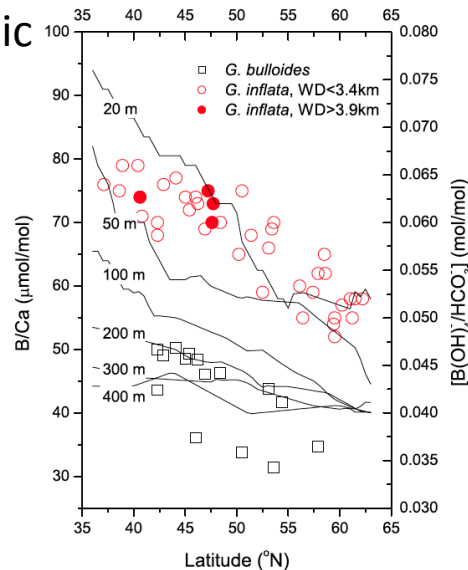 ic
35 40 45 50 55 60 65
100
90
80
70
60
50
40
30
B/Ca (μmol/mol)
0.080
0.075
0.070
0.065
0.060
0.055
0.050
0.045
0.040
0.035
0.030
[B(OH)₄⁻/HCO₃⁻] (mol/mol)
G. bulloides
G. inflata, WD<3.4km
G. inflata, WD>3.9km
20 m
50 m
100 m
200 m
300 m
400 m
35 40 45 50 55 60 65
Latitude (°N)